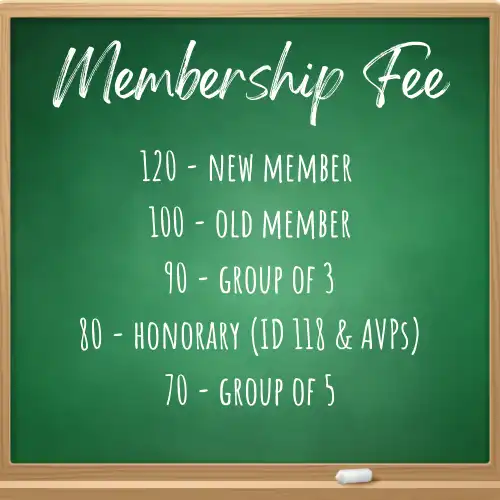 Membership Fee
120 - NEW MEMBER
100 - OLD MEMBER
90 - GROUP OF 3
80 - HONORARY (ID 118 & AVPs)
70 - GROUP OF 5